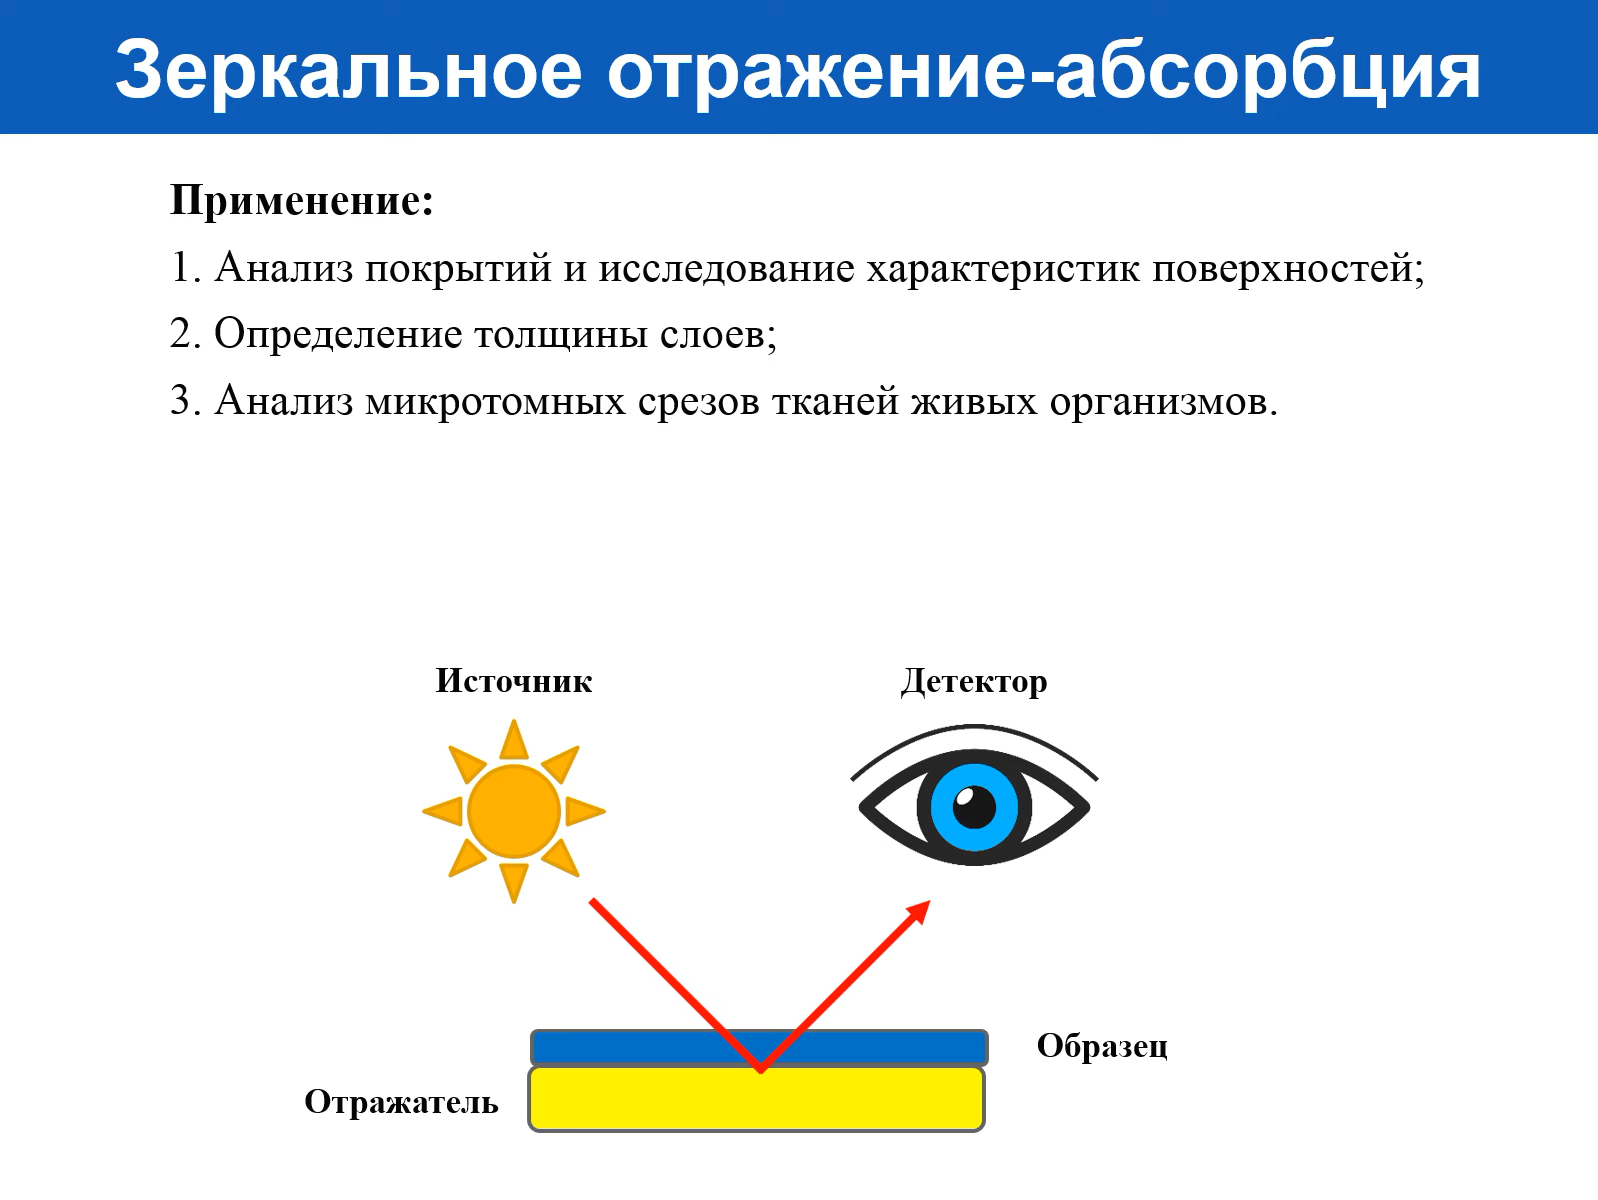 Зеркальное отражение-абсорбция
Применение:
1. Анализ покрытий и исследование характеристик поверхностей;
2. Определение толщины слоев;
3. Анализ микротомных срезов тканей живых организмов.
Источник
Детектор
Образец
Отражатель